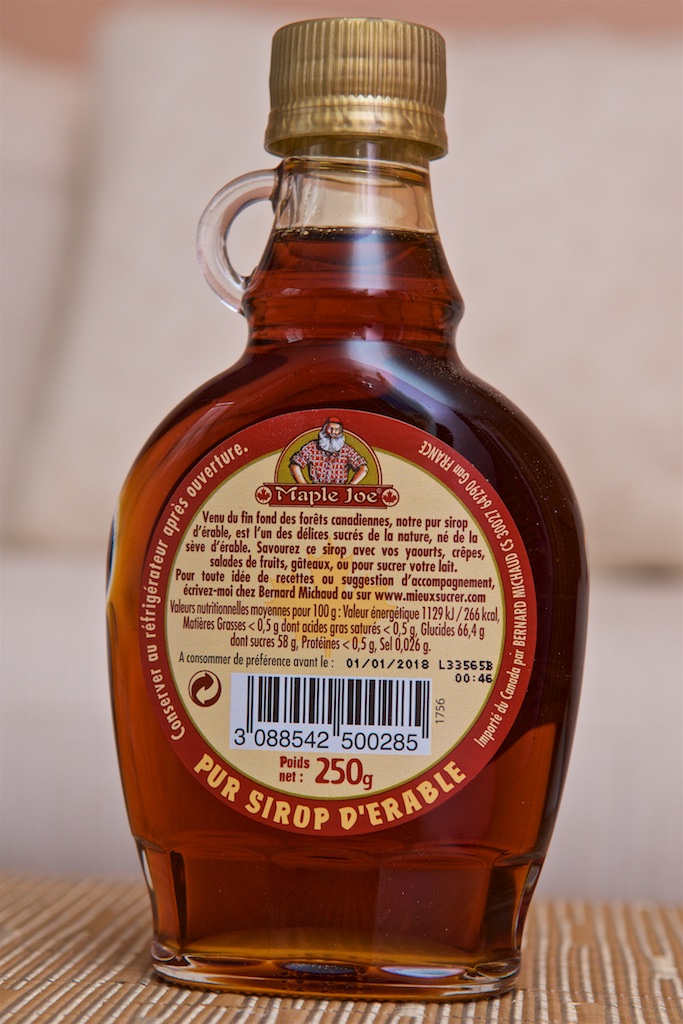 Maple Joe
Venu du fin fond des forêts canadiennes, notre pur sirop
d'érable, est l'un des délices sucrés de la nature, né de la
sève d'érable. Savourez ce sirop avec vos yaourts, crêpes,
salades de fruits, gâteaux, ou pour sucrer votre lait.
Pour toute idée de recettes ou suggestion d'accompagnement,
écrivez-moi chez Bernard Michaud ou sur www.mieuxsucrer.com
Valeurs nutritionnelles moyennes pour 100 g : Valeur énergétique 1129 kJ / 266 kcal,
Matières Grasses < 0,5 g dont acides gras saturés < 0,5 g, Glucides 66,4 g
dont sucres 58 g, Protéines < 0,5 g, Sel 0,026 g.
A consommer de préférence avant le : 01/01/2018 L33565B
00:46
1756
3 088542 500285
Poids
net : 250g
PUR SIROP D'ERABLE
Conserver au réfrigérateur après ouverture.
Importé du Canada par BERNARD MICHAUD CS 30027 64290 Gan FRANCE